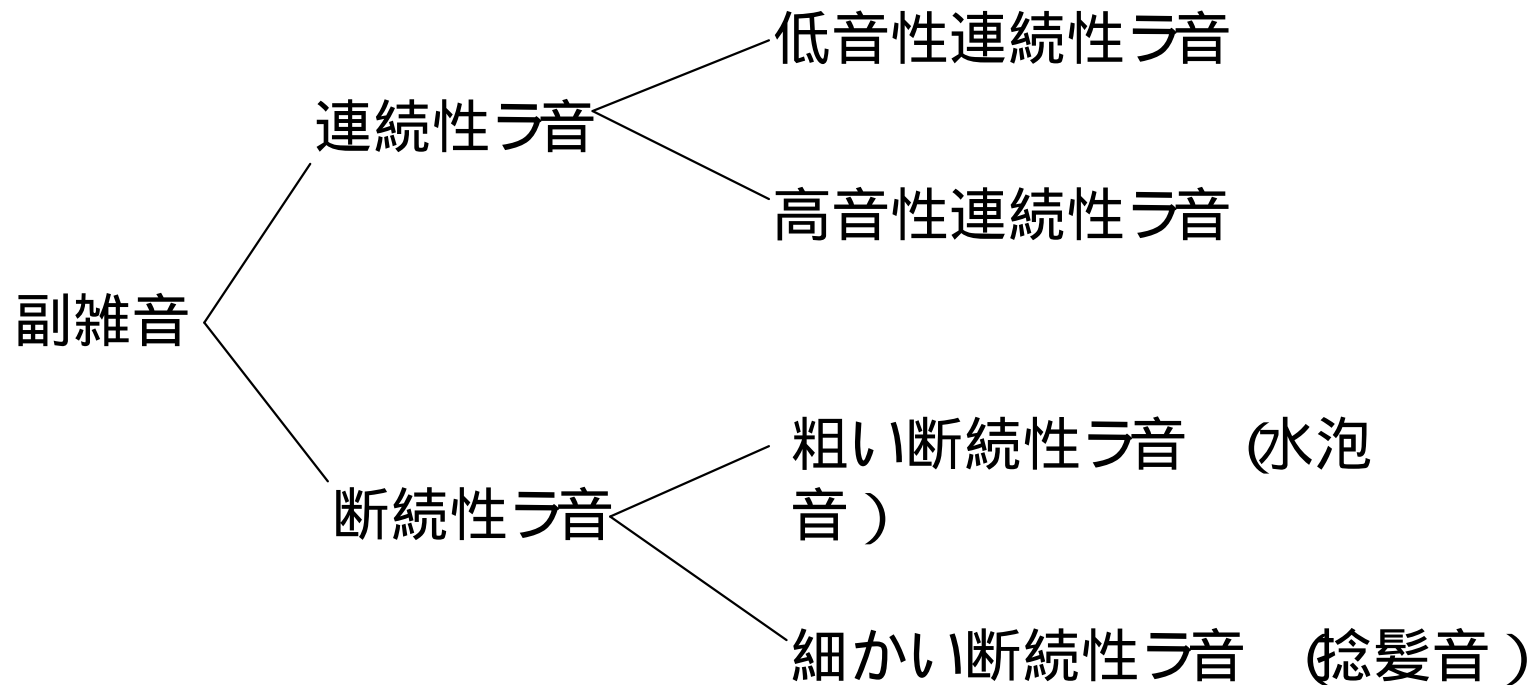 低音性連続性ラ音
連続性ラ音
高音性連続性ラ音
副雑音
粗い断続性ラ音　(水泡
音)
断続性ラ音
細かい断続性ラ音　(捻髪音)